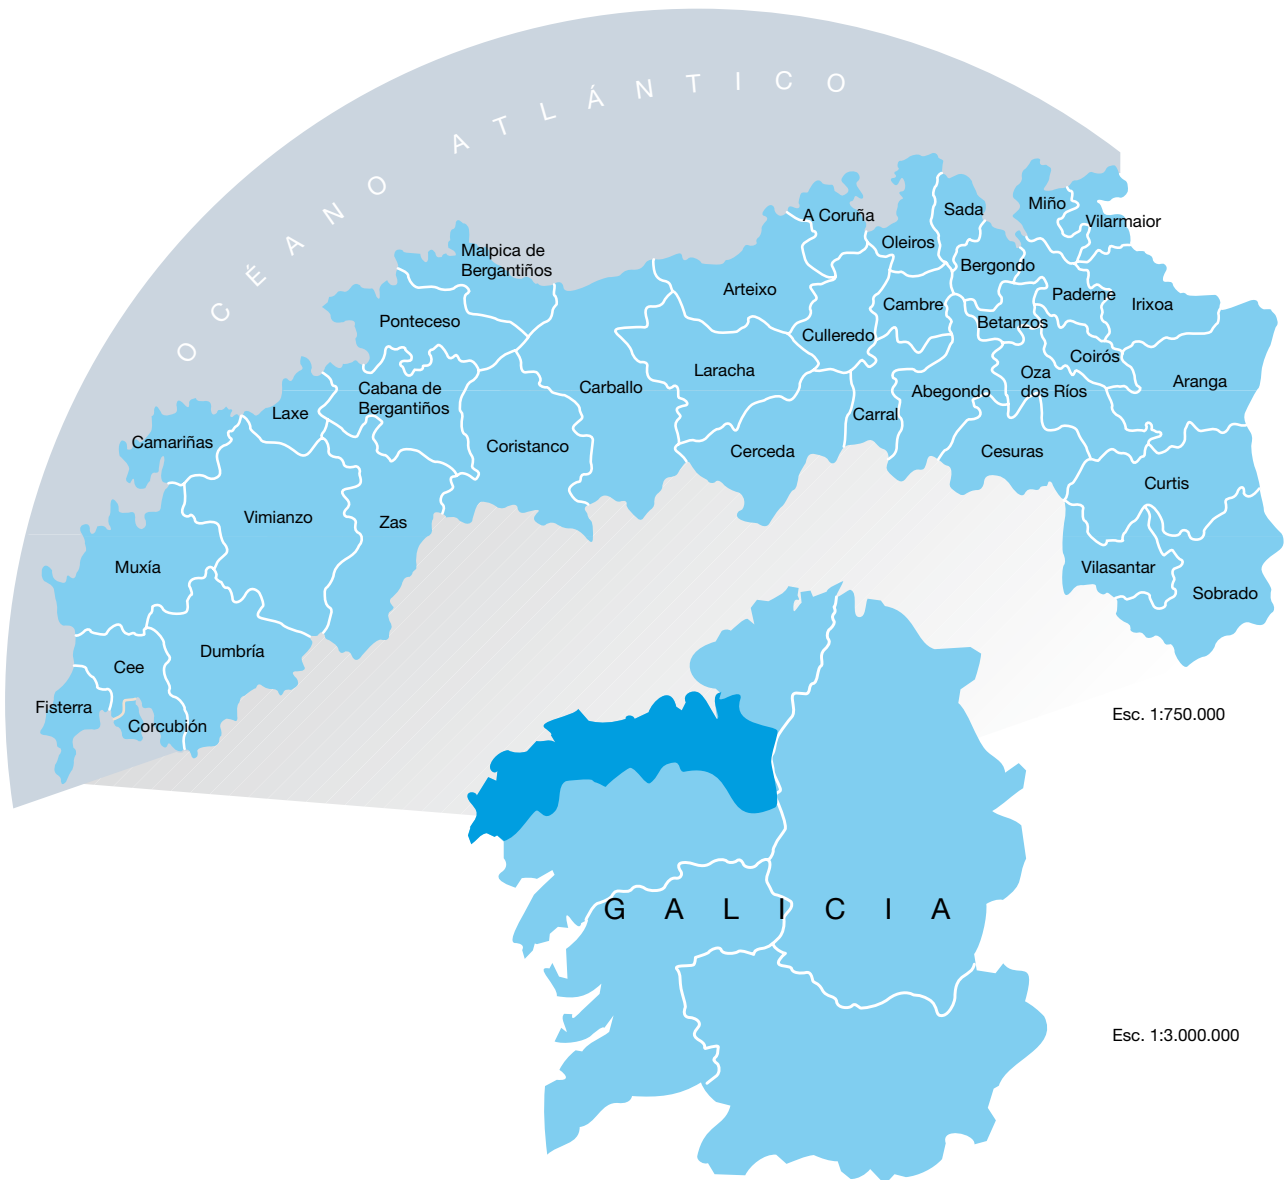 OCÉANO ATLÁNTICO
A Coruña
Sada
Miño
Vilarmaior
Oleiros
Malpica de
Bergantiños
Bergondo
Arteixo
Paderne
Irixoa
Cambre
Ponteceso
Betanzos
Culleredo
Coirós
Laracha
Oza
dos Ríos
Aranga
Cabana de
Bergantiños
Carballo
Abegondo
Laxe
Carral
Camariñas
Coristanco
Cerceda
Cesuras
Curtis
Vimianzo
Zas
Muxía
Vilasantar
Sobrado
Dumbría
Cee
Fisterra
Corcubión
Esc. 1:750.000
GALICIA
Esc. 1:3.000.000